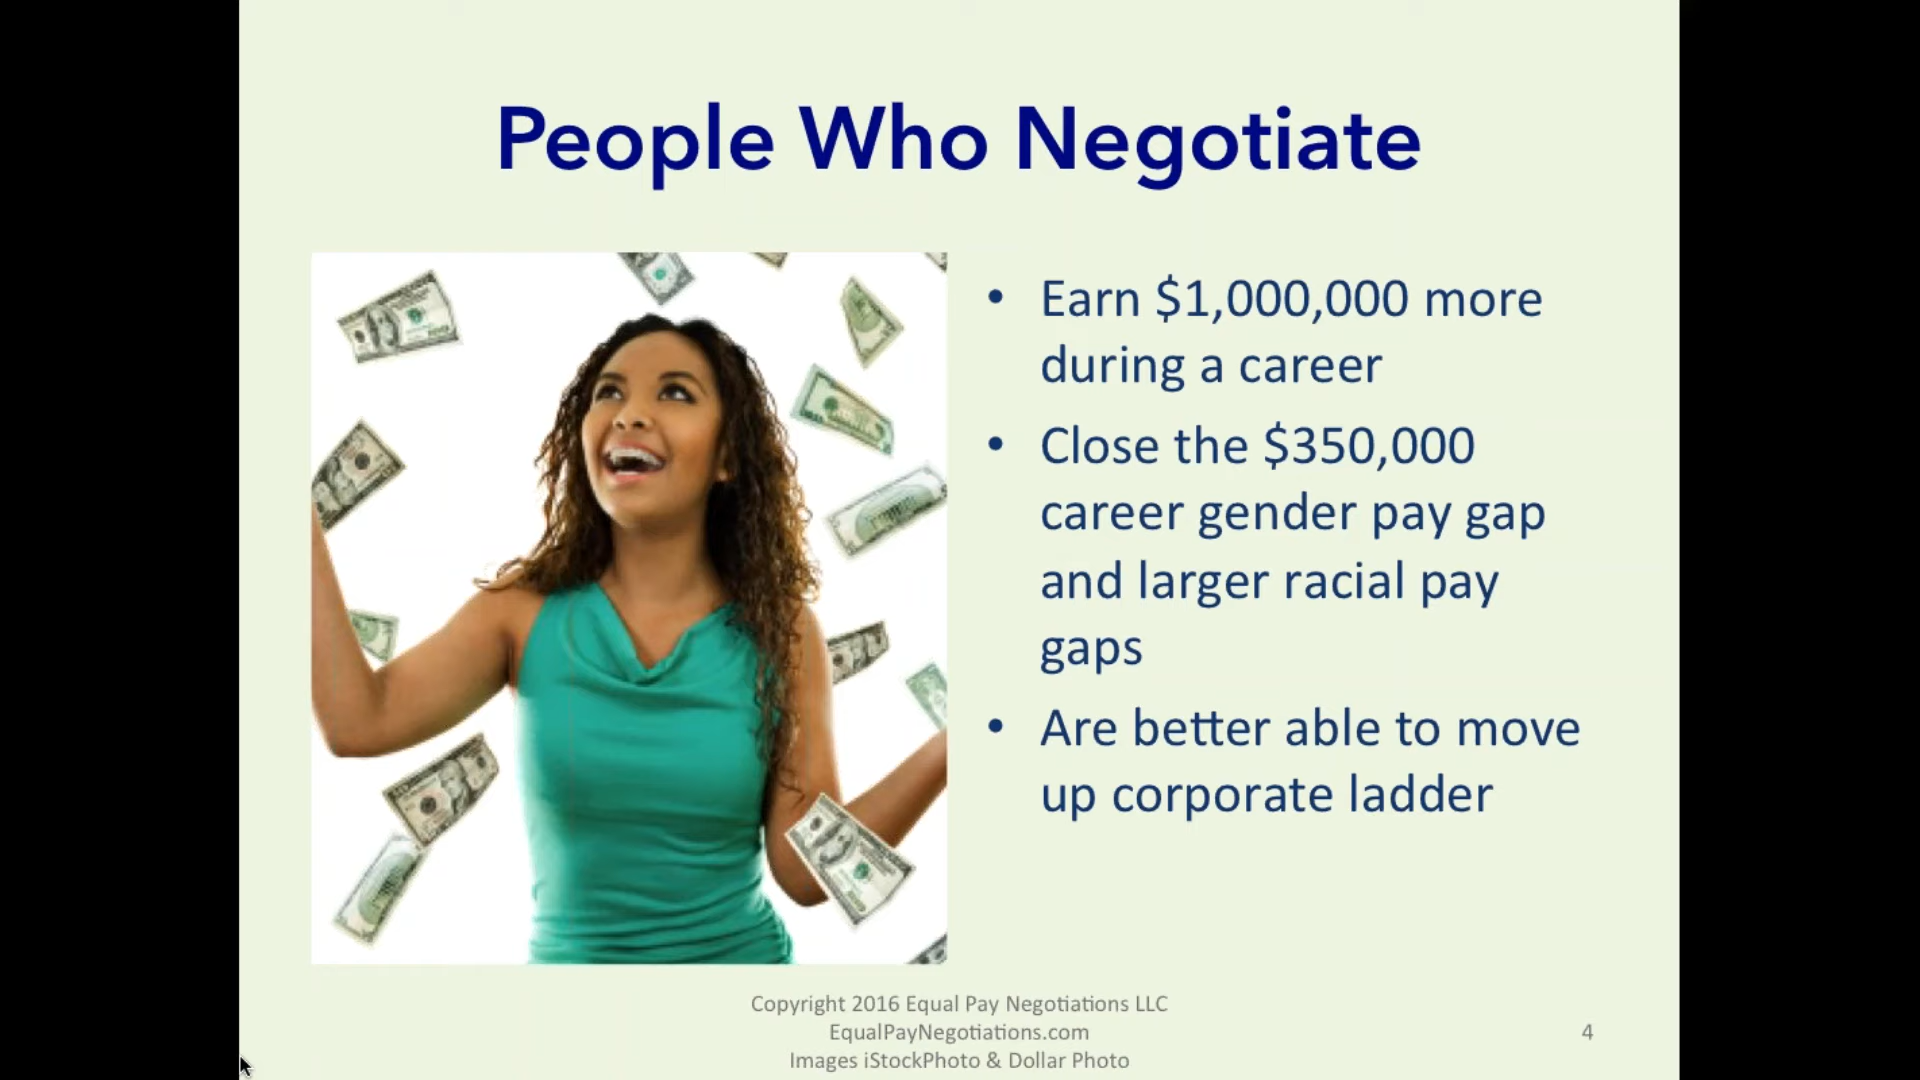 People Who Negotiate
• Earn $1,000,000 more
during a career
• Close the $350,000
career gender pay gap
and larger racial pay
gaps
• Are better able to move
up corporate ladder
Copyright 2016 Equal Pay Negotiations LLC
EqualPayNegotiations.com
Images iStockPhoto & Dollar Photo
4